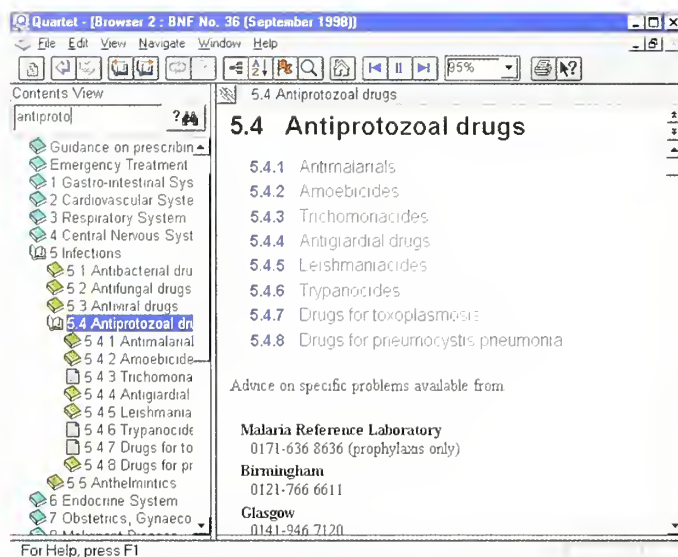 Quartet - [Browser 2 : BNF No. 36 (September 1998)]
File Edit View Navigate Window Help
95%
Contents View
antiproto
Guidance on prescribin
Emergency Treatment
1 Gastro-intestinal Sys
2 Cardiovascular Syste
3 Respiratory System
4 Central Nervous Syst
5 Infections
5 1 Antibacterial dru
5 2 Antifungal drugs
5 3 Antiviral drugs
5.4 Antiprotozoal dru
5 4 1 Antimalarial
5 4 2 Amoebicide
5 4 3 Trichomona
5 4 4 Antigiardial
5 4 5 Leishmania
5 4 6 Trypanocide
5 4 7 Drugs for to
5 4 8 Drugs for pr
5 5 Anthelmintics
6 Endocrine System
7 Obstetrics, Gynaeco
5.4 Antiprotozoal drugs
5.4 Antiprotozoal drugs
5.4.1 Antimalarials
5.4.2 Amoebicides
5.4.3 Trichomonacides
5.4.4 Antigiardial drugs
5.4.5 Leishmaniacides
5.4.6 Trypanocides
5.4.7 Drugs for toxoplasmosis
5.4.8 Drugs for pneumocystis pneumonia
Advice on specific problems available from
Malaria Reference Laboratory
0171-636 8636 (prophylaxis only)
Birmingham
0121-766 6611
Glasgow
0141-946 7120
For Help, press F1